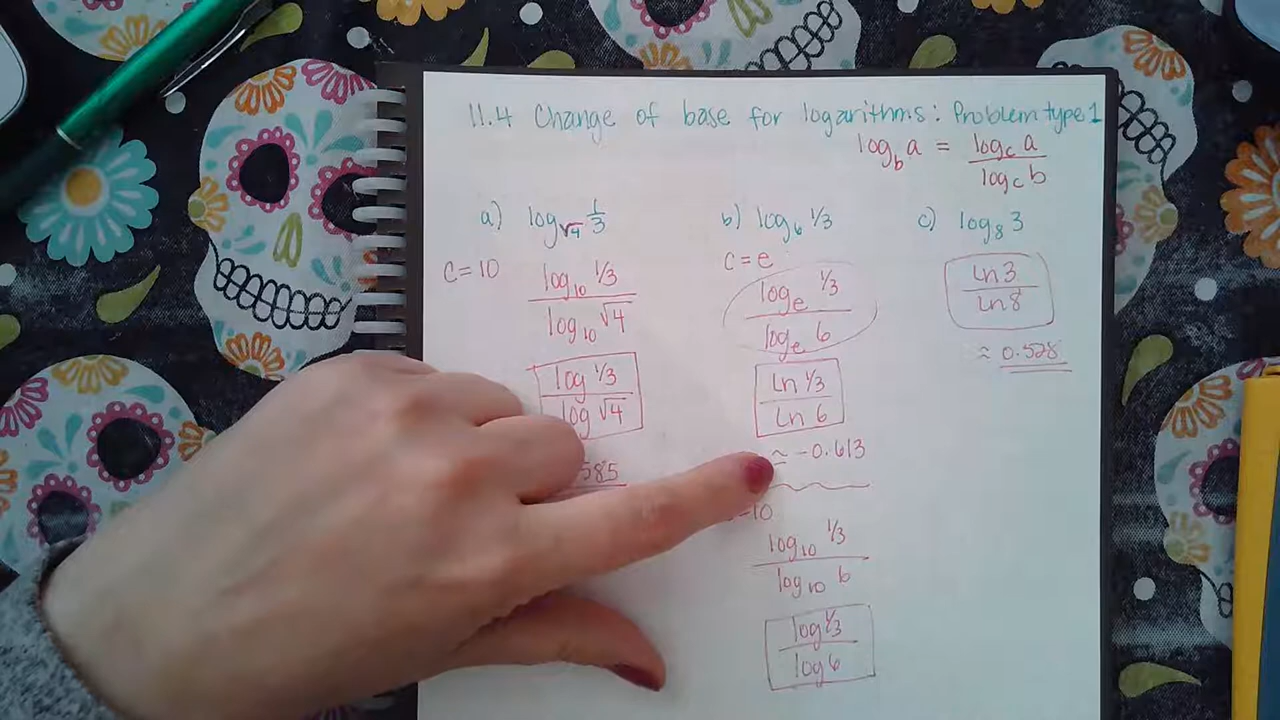 11.4 Change of base for logarithms: Problem type 1
log_b a = log_c a / log_c b
a) log_√4 1/3
c=10
log_10 1/3
log_10 √4
log 1/3
log √4
585
b) log_6 1/3
c=e
log_e 1/3
log_e 6
ln 1/3
ln 6
≈ -0.613
=10
log_10 1/3
log_10 6
log 1/3
log 6
c) log_8 3
ln 3
ln 8
≈ 0.528